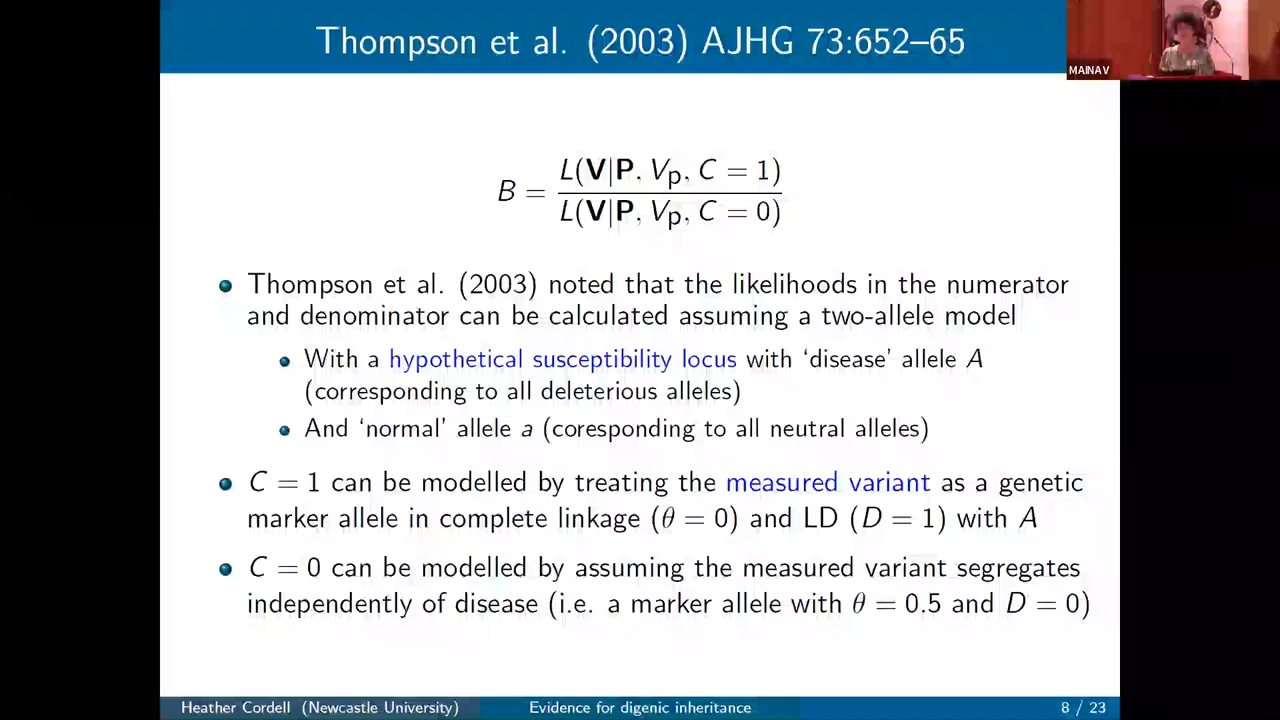 Thompson et al. (2003) AJHG 73:652–65
MAINAV
B = L(V|P, Vp, C = 1) / L(V|P, Vp, C = 0)
Thompson et al. (2003) noted that the likelihoods in the numerator
and denominator can be calculated assuming a two-allele model
With a hypothetical susceptibility locus with ‘disease’ allele A
(corresponding to all deleterious alleles)
And ‘normal’ allele a (coresponding to all neutral alleles)
C = 1 can be modelled by treating the measured variant as a genetic
marker allele in complete linkage (θ = 0) and LD (D = 1) with A
C = 0 can be modelled by assuming the measured variant segregates
independently of disease (i.e. a marker allele with θ = 0.5 and D = 0)
Heather Cordell (Newcastle University)
Evidence for digenic inheritance
8 / 23